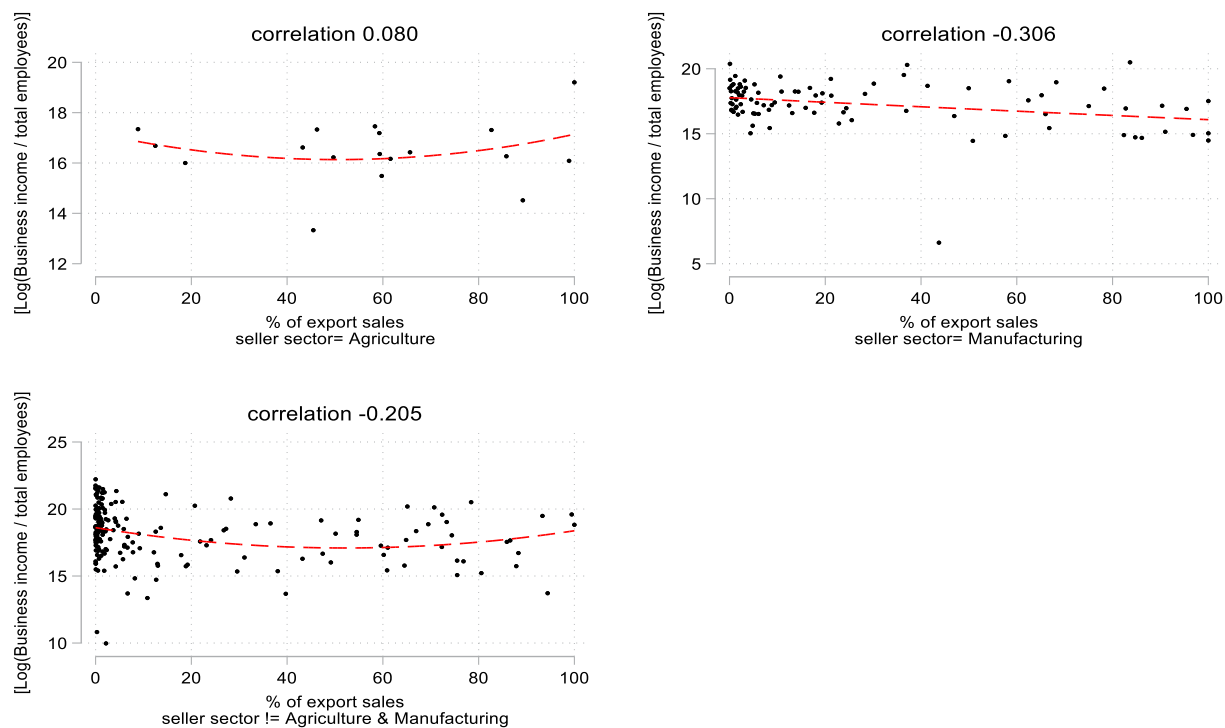 correlation 0.080
[Log(Business income / total employees)]
20
18
16
14
12
0 20 40 60 80 100
% of export sales
seller sector= Agriculture
correlation -0.306
[Log(Business income / total employees)]
20
15
10
5
0 20 40 60 80 100
% of export sales
seller sector= Manufacturing
correlation -0.205
[Log(Business income / total employees)]
25
20
15
10
0 20 40 60 80 100
% of export sales
seller sector != Agriculture & Manufacturing